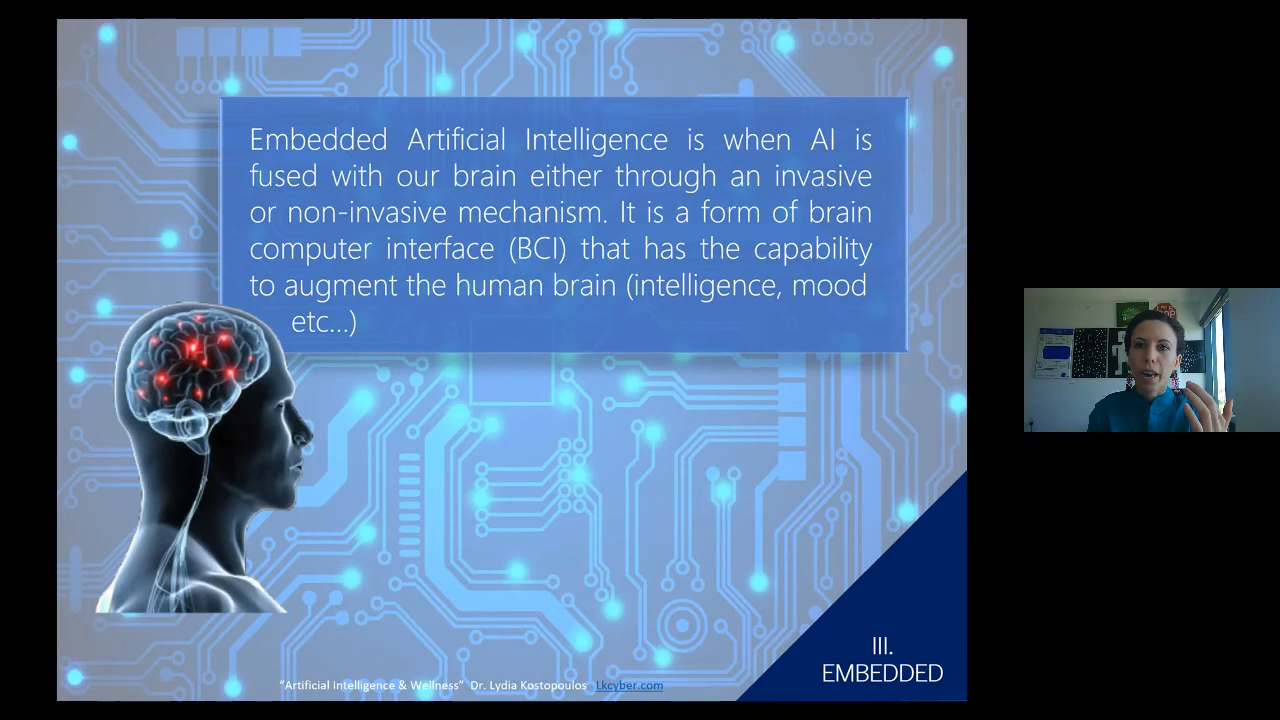 Embedded Artificial Intelligence is when AI is
fused with our brain either through an invasive
or non-invasive mechanism. It is a form of brain
computer interface (BCI) that has the capability
to augment the human brain (intelligence, mood
etc...)
III.
EMBEDDED
"Artificial Intelligence & Wellness" Dr. Lydia Kostopoulos Lkcyber.com